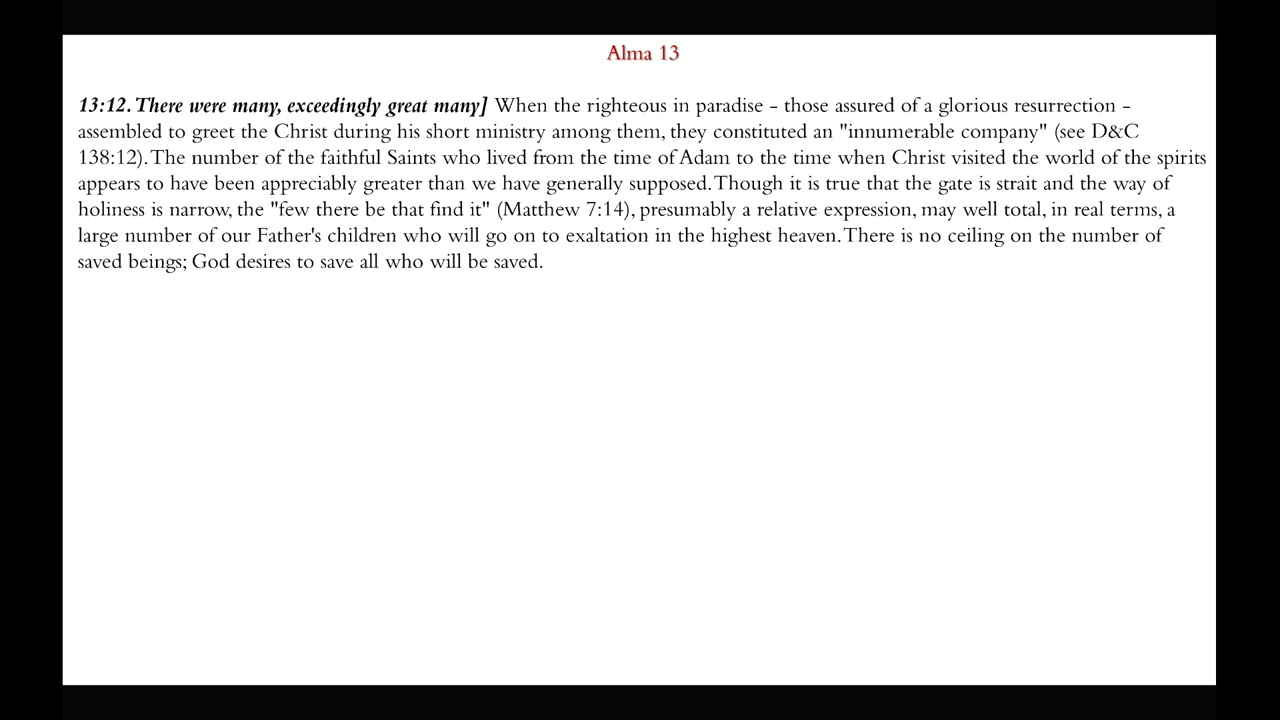 Alma 13
13:12. There were many, exceedingly great many] When the righteous in paradise - those assured of a glorious resurrection -
assembled to greet the Christ during his short ministry among them, they constituted an "innumerable company" (see D&C
138:12). The number of the faithful Saints who lived from the time of Adam to the time when Christ visited the world of the spirits
appears to have been appreciably greater than we have generally supposed. Though it is true that the gate is strait and the way of
holiness is narrow, the "few there be that find it" (Matthew 7:14), presumably a relative expression, may well total, in real terms, a
large number of our Father's children who will go on to exaltation in the highest heaven. There is no ceiling on the number of
saved beings; God desires to save all who will be saved.